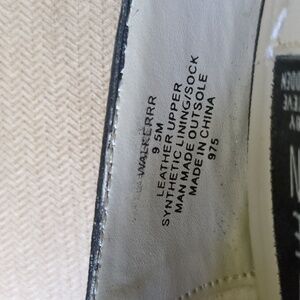 WALKERRR
9 5M
LEATHER UPPER
SYNTHETIC LINING/SOCK
MAN MADE OUTSOLE
MADE IN CHINA
975